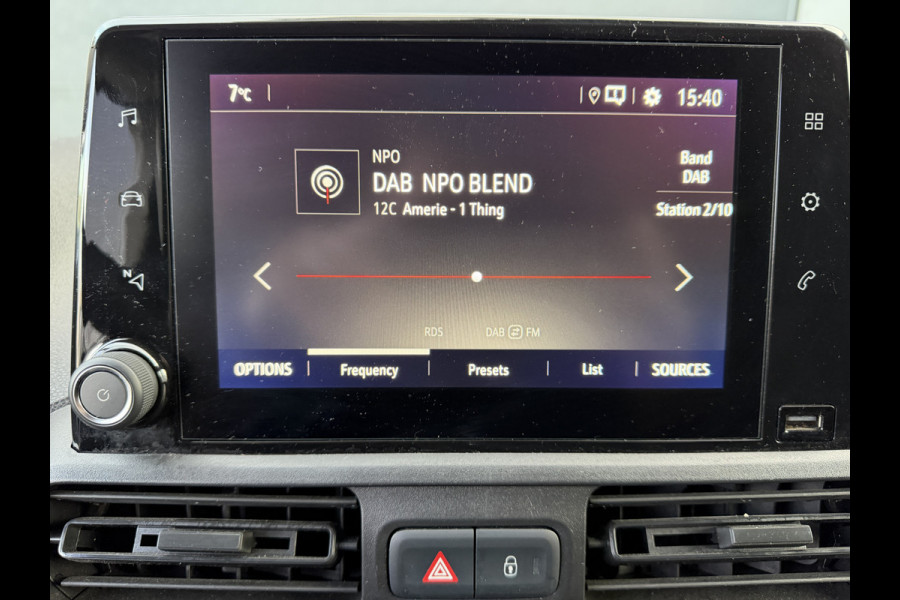 7°C
15:40
NPO
DAB NPO BLEND
12C Amerie - 1 Thing
Band
DAB
Station 2/10
N
RDS
DAB FM
OPTIONS
Frequency
Presets
List
SOURCES